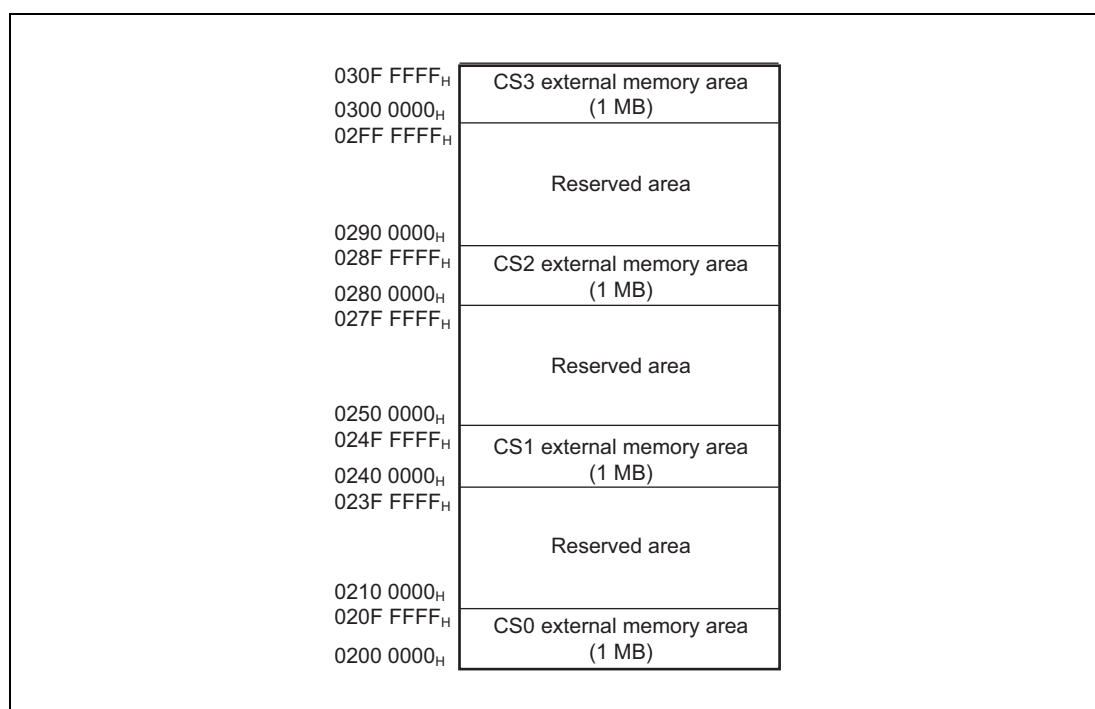 030F FFFFH
CS3 external memory area
(1 MB)
0300 0000H
02FF FFFFH
Reserved area
0290 0000H
028F FFFFH
CS2 external memory area
(1 MB)
0280 0000H
027F FFFFH
Reserved area
0250 0000H
024F FFFFH
CS1 external memory area
(1 MB)
0240 0000H
023F FFFFH
Reserved area
0210 0000H
020F FFFFH
CS0 external memory area
(1 MB)
0200 0000H